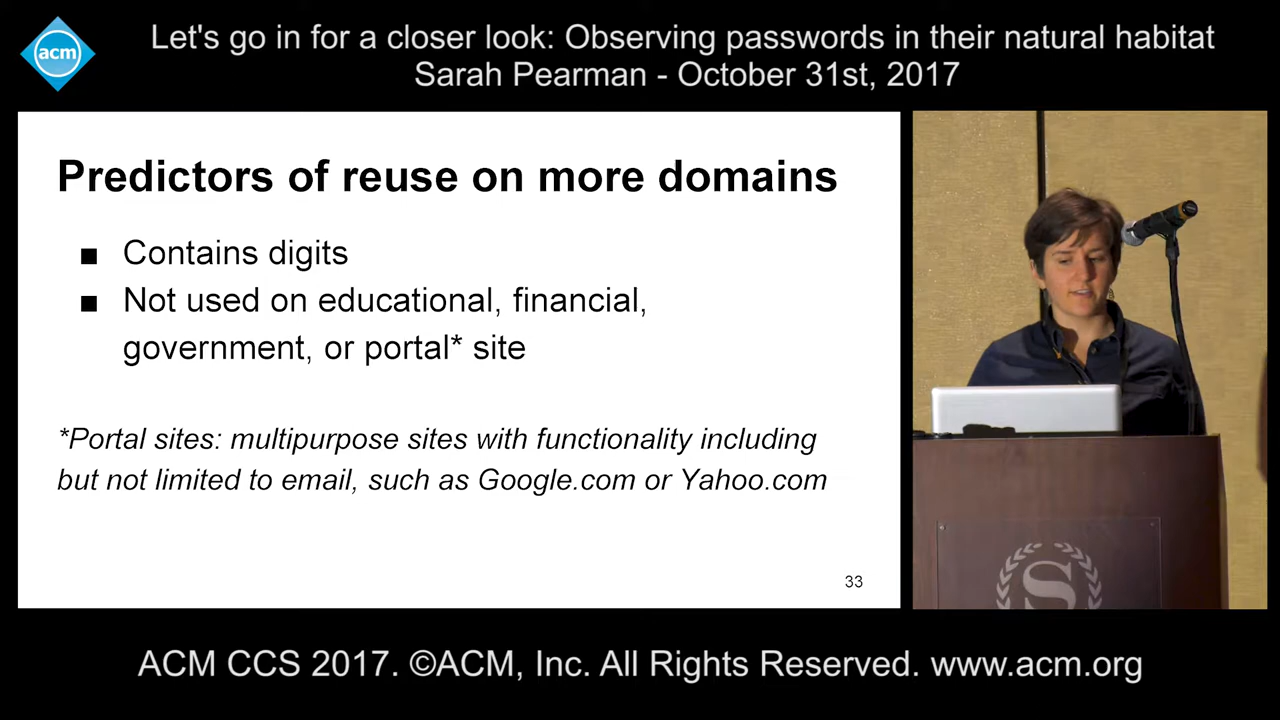 acm
Let's go in for a closer look: Observing passwords in their natural habitat
Sarah Pearman - October 31st, 2017
Predictors of reuse on more domains
■ Contains digits
■ Not used on educational, financial,
government, or portal* site
*Portal sites: multipurpose sites with functionality including
but not limited to email, such as Google.com or Yahoo.com
33
S
ACM CCS 2017. ©ACM, Inc. All Rights Reserved. www.acm.org